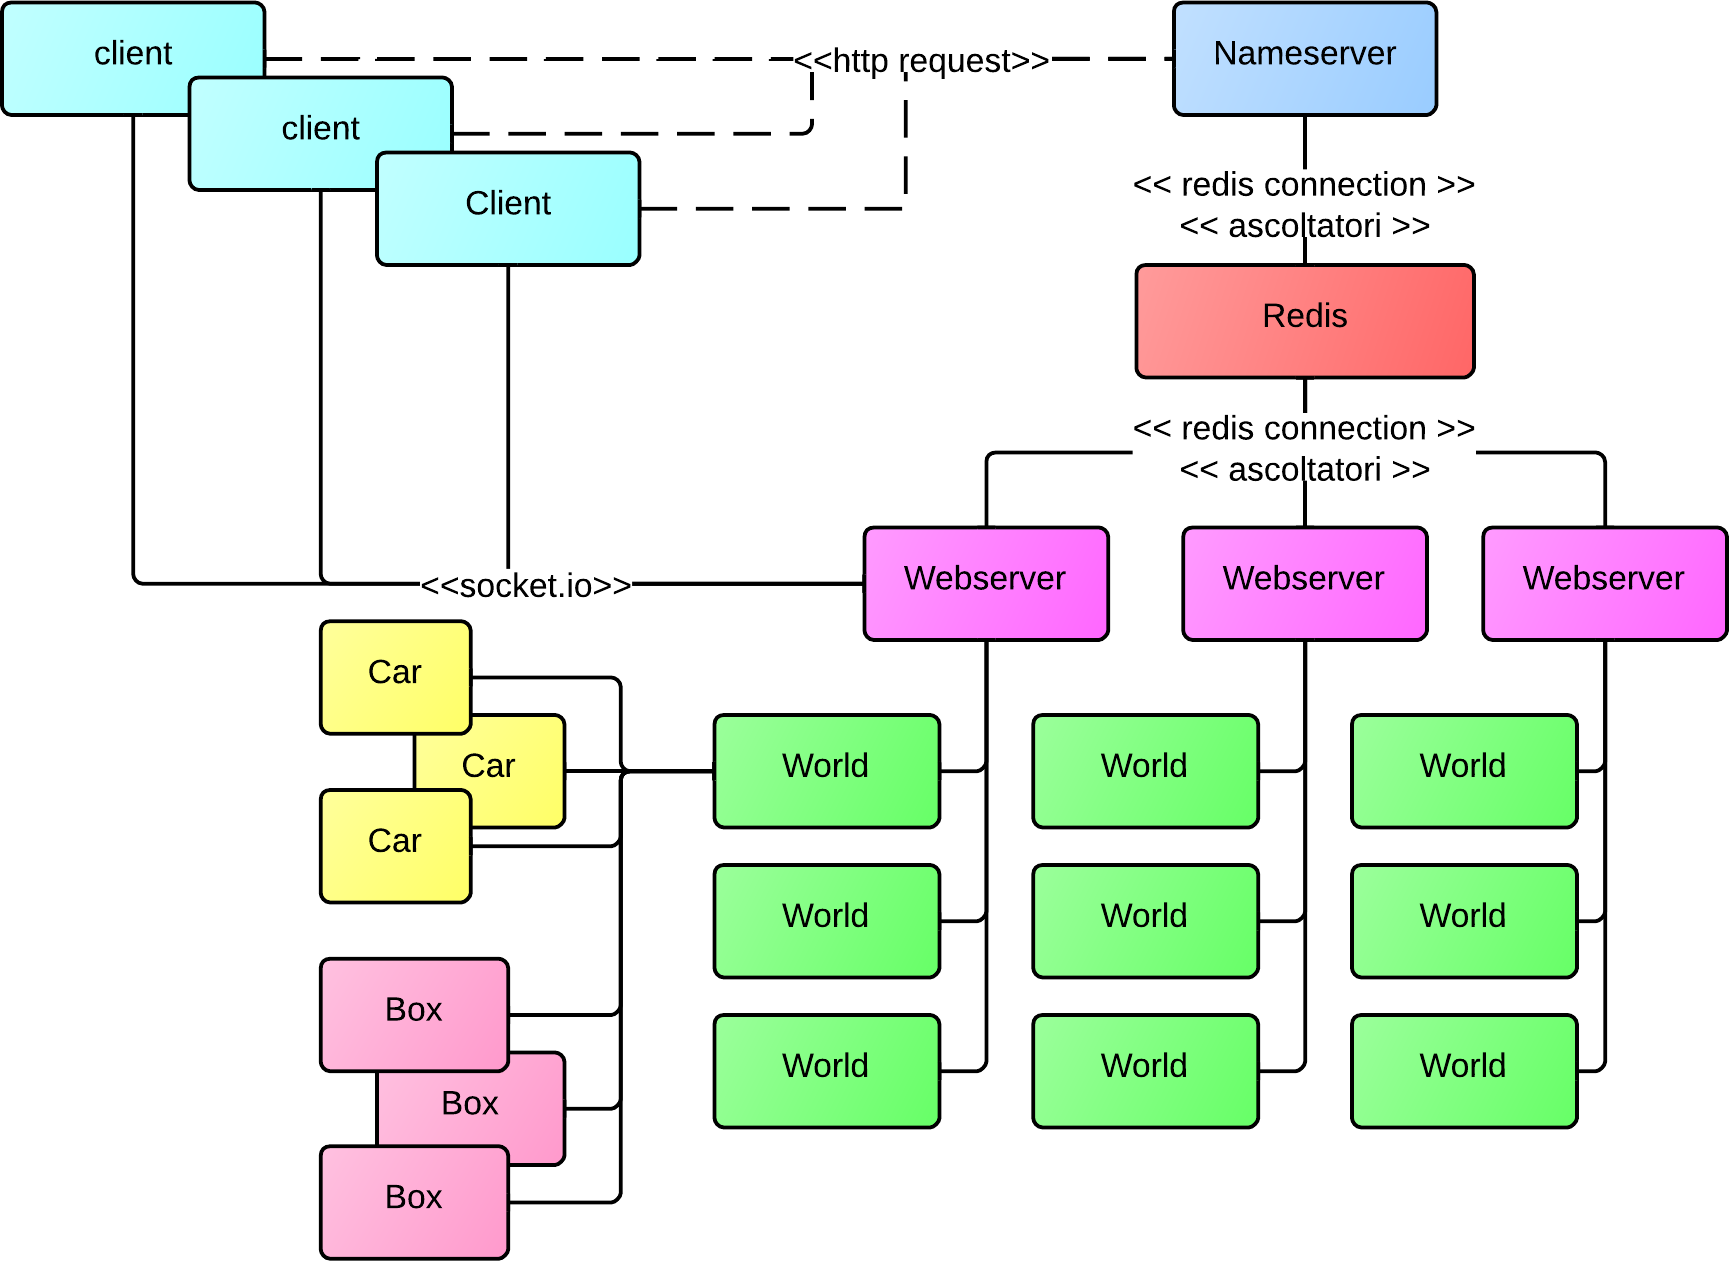 client
<<http request>>
Nameserver
client
Client
<< redis connection >>
<< ascoltatori >>
Redis
<< redis connection >>
<< ascoltatori >>
<<socket.io>>
Webserver
Webserver
Webserver
Car
Car
Car
World
World
World
World
World
World
World
World
World
Box
Box
Box